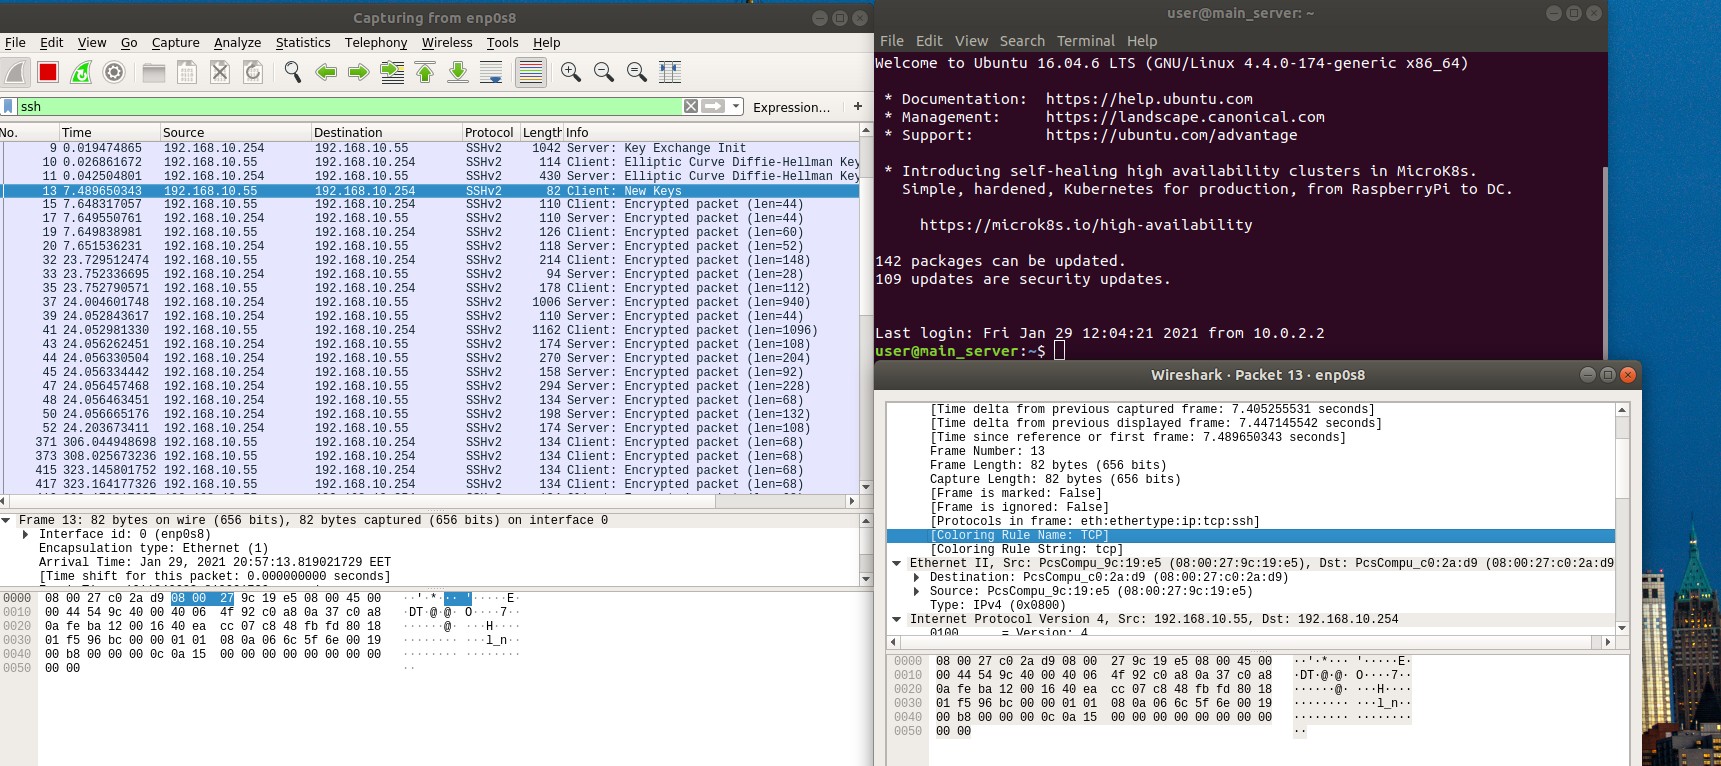 Capturing from enp0s8
File Edit View Go Capture Analyze Statistics Telephony Wireless Tools Help
ssh
Expression... +
No. Time Source Destination Protocol Length Info
9 0.019474865 192.168.10.254 192.168.10.55 SSHv2 1042 Server: Key Exchange Init
10 0.026861672 192.168.10.55 192.168.10.254 SSHv2 114 Client: Elliptic Curve Diffie-Hellman Key
11 0.042504801 192.168.10.254 192.168.10.55 SSHv2 430 Server: Elliptic Curve Diffie-Hellman Key
13 7.489650343 192.168.10.55 192.168.10.254 SSHv2 82 Client: New Keys
15 7.648317057 192.168.10.55 192.168.10.254 SSHv2 110 Client: Encrypted packet (len=44)
17 7.649550761 192.168.10.254 192.168.10.55 SSHv2 110 Server: Encrypted packet (len=44)
19 7.649838981 192.168.10.55 192.168.10.254 SSHv2 126 Client: Encrypted packet (len=60)
20 7.651536231 192.168.10.254 192.168.10.55 SSHv2 118 Server: Encrypted packet (len=52)
32 23.729512474 192.168.10.55 192.168.10.254 SSHv2 214 Client: Encrypted packet (len=148)
33 23.752336695 192.168.10.254 192.168.10.55 SSHv2 94 Server: Encrypted packet (len=28)
35 23.752790571 192.168.10.55 192.168.10.254 SSHv2 178 Client: Encrypted packet (len=112)
37 24.004601748 192.168.10.254 192.168.10.55 SSHv2 1006 Server: Encrypted packet (len=940)
39 24.052843617 192.168.10.254 192.168.10.55 SSHv2 110 Server: Encrypted packet (len=44)
41 24.052981330 192.168.10.55 192.168.10.254 SSHv2 1162 Client: Encrypted packet (len=1096)
43 24.056262451 192.168.10.254 192.168.10.55 SSHv2 174 Server: Encrypted packet (len=108)
44 24.056330504 192.168.10.55 192.168.10.254 SSHv2 270 Client: Encrypted packet (len=204)
45 24.056334442 192.168.10.254 192.168.10.55 SSHv2 158 Server: Encrypted packet (len=92)
47 24.056457468 192.168.10.254 192.168.10.55 SSHv2 294 Server: Encrypted packet (len=228)
48 24.056463451 192.168.10.254 192.168.10.55 SSHv2 134 Server: Encrypted packet (len=68)
50 24.056665176 192.168.10.254 192.168.10.55 SSHv2 198 Server: Encrypted packet (len=132)
52 24.203673411 192.168.10.254 192.168.10.55 SSHv2 174 Server: Encrypted packet (len=108)
371 306.044948698 192.168.10.55 192.168.10.254 SSHv2 134 Client: Encrypted packet (len=68)
373 308.025673236 192.168.10.55 192.168.10.254 SSHv2 134 Client: Encrypted packet (len=68)
415 323.145801752 192.168.10.55 192.168.10.254 SSHv2 134 Client: Encrypted packet (len=68)
417 323.164177326 192.168.10.55 192.168.10.254 SSHv2 134 Client: Encrypted packet (len=68)
Frame 13: 82 bytes on wire (656 bits), 82 bytes captured (656 bits) on interface 0
Interface id: 0 (enp0s8)
Encapsulation type: Ethernet (1)
Arrival Time: Jan 29, 2021 20:57:13.819021729 EET
[Time shift for this packet: 0.000000000 seconds]
0000 08 00 27 c0 2a d9 08 00 27 9c 19 e5 08 00 45 00 ··'·*··· '·····E·
0010 00 44 54 9c 40 00 40 06 4f 92 c0 a8 0a 37 c0 a8 ·DT·@·@· O····7··
0020 0a fe ba 12 00 16 40 ea cc 07 c8 48 fb fd 80 18 ······@· ···H····
0030 01 f5 96 bc 00 00 01 01 08 0a 06 6c 5f 6e 00 19 ········ ···l_n··
0040 00 b8 00 00 00 0c 0a 15 00 00 00 00 00 00 00 00 ········ ········
0050 00 00 ··
user@main_server: ~
File Edit View Search Terminal Help
Welcome to Ubuntu 16.04.6 LTS (GNU/Linux 4.4.0-174-generic x86_64)
* Documentation: https://help.ubuntu.com
* Management: https://landscape.canonical.com
* Support: https://ubuntu.com/advantage
* Introducing self-healing high availability clusters in MicroK8s.
Simple, hardened, Kubernetes for production, from RaspberryPi to DC.
https://microk8s.io/high-availability
142 packages can be updated.
109 updates are security updates.
Last login: Fri Jan 29 12:04:21 2021 from 10.0.2.2
user@main_server:~$
Wireshark · Packet 13 · enp0s8
[Time delta from previous captured frame: 7.405255531 seconds]
[Time delta from previous displayed frame: 7.447145542 seconds]
[Time since reference or first frame: 7.489650343 seconds]
Frame Number: 13
Frame Length: 82 bytes (656 bits)
Capture Length: 82 bytes (656 bits)
[Frame is marked: False]
[Frame is ignored: False]
[Protocols in frame: eth:ethertype:ip:tcp:ssh]
[Coloring Rule Name: TCP]
[Coloring Rule String: tcp]
Ethernet II, Src: PcsCompu_9c:19:e5 (08:00:27:9c:19:e5), Dst: PcsCompu_c0:2a:d9 (08:00:27:c0:2a:d9
Destination: PcsCompu_c0:2a:d9 (08:00:27:c0:2a:d9)
Source: PcsCompu_9c:19:e5 (08:00:27:9c:19:e5)
Type: IPv4 (0x0800)
Internet Protocol Version 4, Src: 192.168.10.55, Dst: 192.168.10.254
0100 = Version: 4
0000 08 00 27 c0 2a d9 08 00 27 9c 19 e5 08 00 45 00 ··'·*··· '·····E·
0010 00 44 54 9c 40 00 40 06 4f 92 c0 a8 0a 37 c0 a8 ·DT·@·@· O····7··
0020 0a fe ba 12 00 16 40 ea cc 07 c8 48 fb fd 80 18 ······@· ···H····
0030 01 f5 96 bc 00 00 01 01 08 0a 06 6c 5f 6e 00 19 ········ ···l_n··
0040 00 b8 00 00 00 0c 0a 15 00 00 00 00 00 00 00 00 ········ ········
0050 00 00 ··